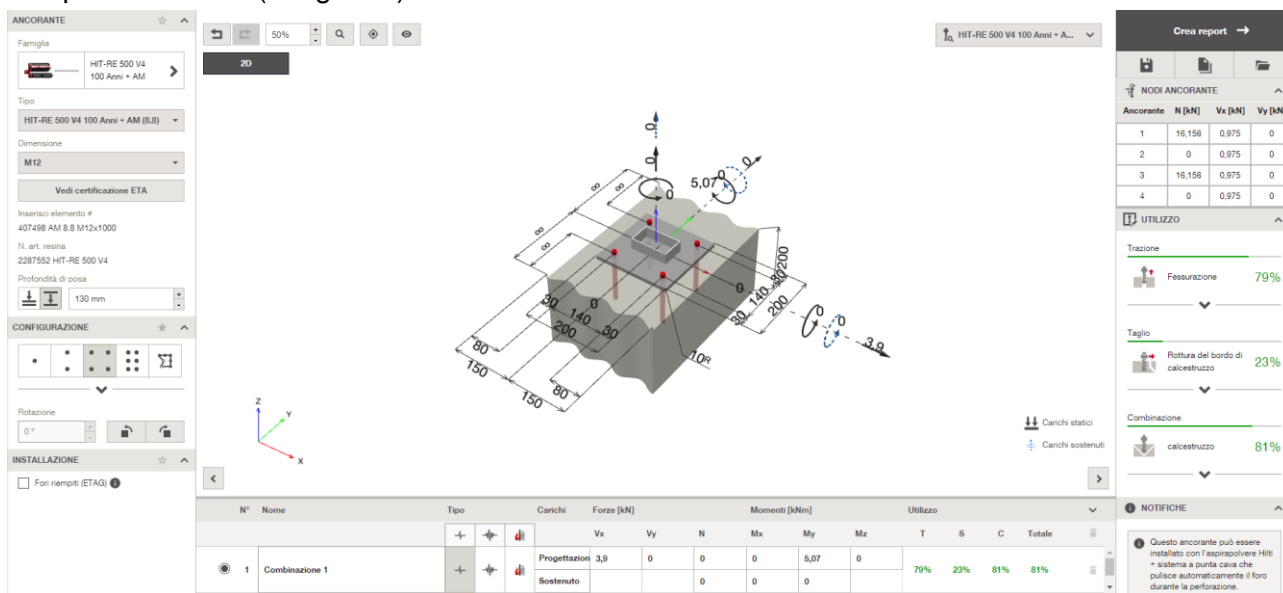 ANCORANTE
Famiglia
HIT-RE 500 V4
100 Anni + AM
Tipo
HIT-RE 500 V4 100 Anni + AM (8.8)
Dimensione
M12
Vedi certificazione ETA
Inserisci elemento #
407498 AM 8.8 M12x1000
N. art. resina
2287552 HIT-RE 500 V4
Profondità di posa
130 mm
CONFIGURAZIONE
Rotazione
0 °
INSTALLAZIONE
Fori riempiti (ETAG)
50%
2D
HIT-RE 500 V4 100 Anni + A...
0
0
0
5,07
0
0
∞
∞
∞
∞
200
30
140
30
200
0
30
140
30
200
0
0
0
3,9
80
150
150
80
10R
Z
Y
X
Carichi statici
Carichi sostenuti
N° Nome Tipo Carichi Forze [kN] Momenti [kNm] Utilizzo
Vx Vy N Mx My Mz T S C Totale
1 Combinazione 1 Progettazion 3,9 0 0 0 5,07 0 79% 23% 81% 81%
Sostenuto 0 0 0
Crea report
NODI ANCORANTE
Ancorante N [kN] Vx [kN] Vy [kN
1 16,156 0,975 0
2 0 0,975 0
3 16,156 0,975 0
4 0 0,975 0
UTILIZZO
Trazione
Fessurazione 79%
Taglio
Rottura del bordo di
calcestruzzo 23%
Combinazione
calcestruzzo 81%
NOTIFICHE
Questo ancorante può essere
installato con l'aspirapolvere Hilti
+ sistema a punta cava che
pulisce automaticamente il foro
durante la perforazione.